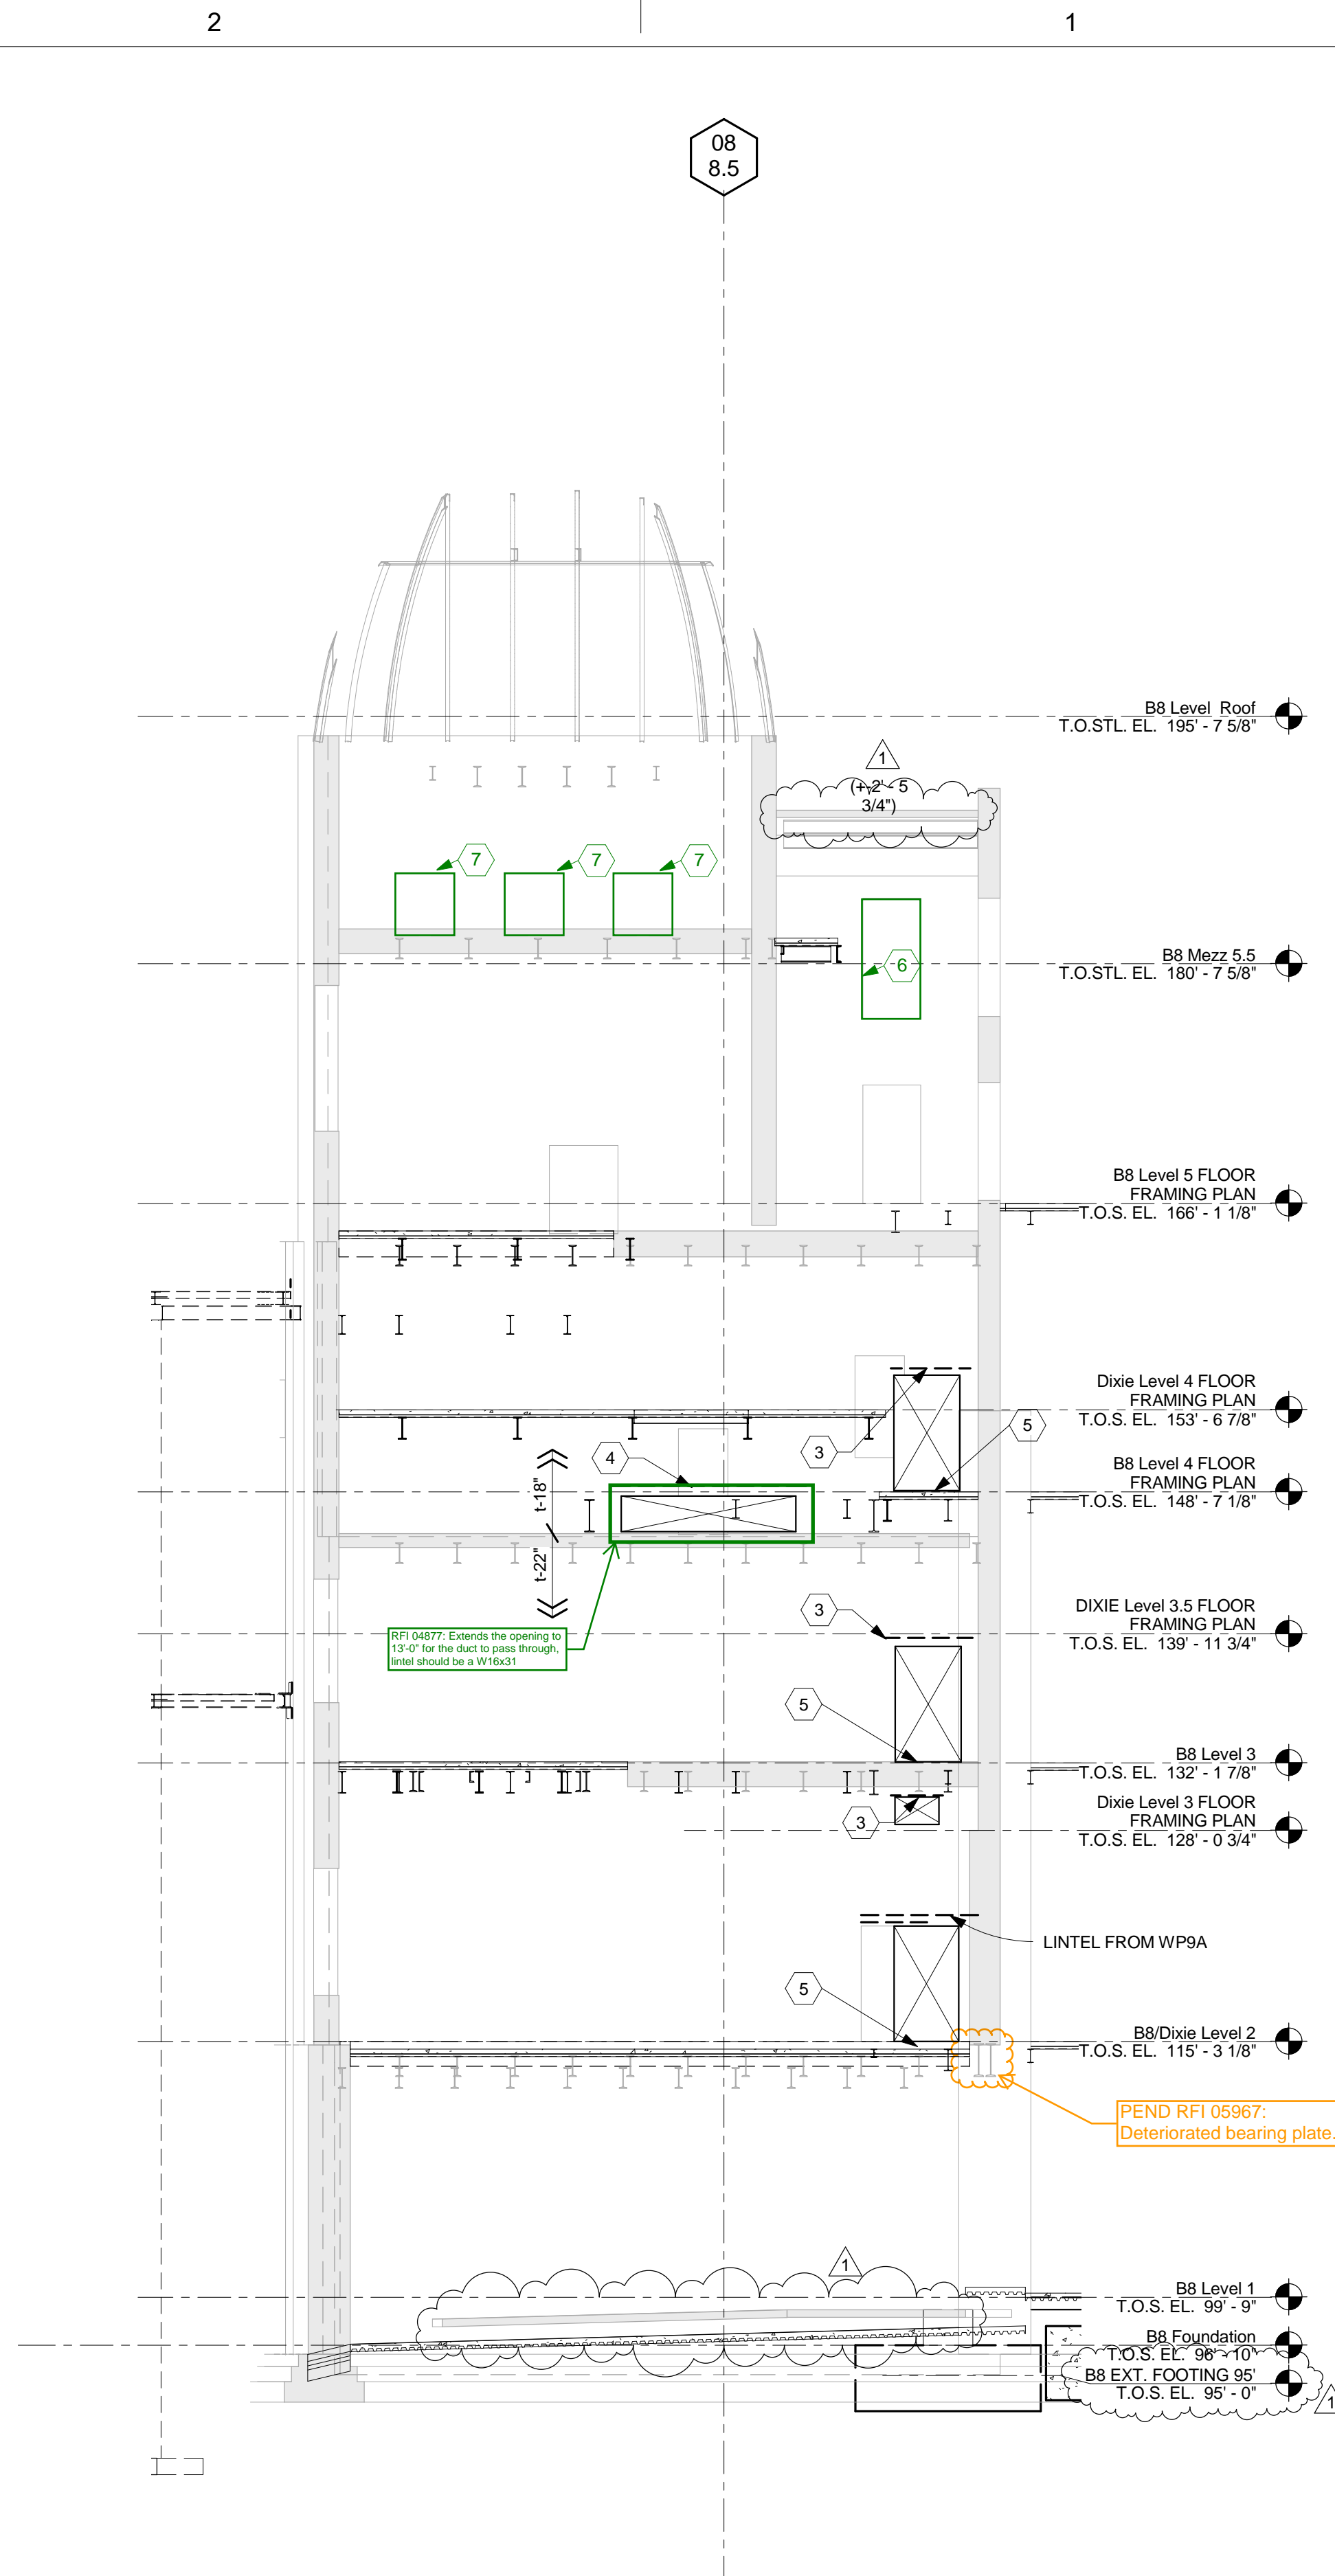 2
1
08
8.5
B8 Level Roof
T.O.STL. EL. 195' - 7 5/8"
1
(+-2' - 5
3/4")
7
7
7
6
B8 Mezz 5.5
T.O.STL. EL. 180' - 7 5/8"
B8 Level 5 FLOOR
FRAMING PLAN
T.O.S. EL. 166' - 1 1/8"
Dixie Level 4 FLOOR
FRAMING PLAN
T.O.S. EL. 153' - 6 7/8"
3
5
4
B8 Level 4 FLOOR
FRAMING PLAN
T.O.S. EL. 148' - 7 1/8"
t-18"
t-22"
3
DIXIE Level 3.5 FLOOR
FRAMING PLAN
T.O.S. EL. 139' - 11 3/4"
RFI 04877: Extends the opening to
13'-0" for the duct to pass through,
lintel should be a W16x31
5
B8 Level 3
T.O.S. EL. 132' - 1 7/8"
3
Dixie Level 3 FLOOR
FRAMING PLAN
T.O.S. EL. 128' - 0 3/4"
LINTEL FROM WP9A
5
B8/Dixie Level 2
T.O.S. EL. 115' - 3 1/8"
PEND RFI 05967:
Deteriorated bearing plate.
1
B8 Level 1
T.O.S. EL. 99' - 9"
B8 Foundation
T.O.S. EL. 96' - 10"
B8 EXT. FOOTING 95'
T.O.S. EL. 95' - 0"
1